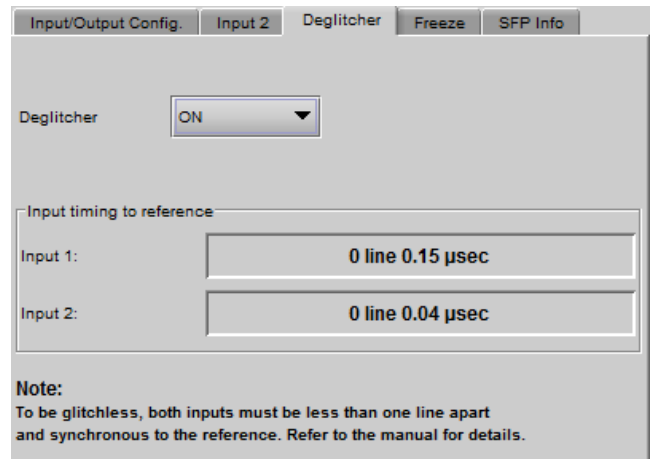 Input/Output Config. Input 2 Deglitcher Freeze SFP Info
Deglitcher ON
Input timing to reference
Input 1: 0 line 0.15 µsec
Input 2: 0 line 0.04 µsec
Note:
To be glitchless, both inputs must be less than one line apart
and synchronous to the reference. Refer to the manual for details.